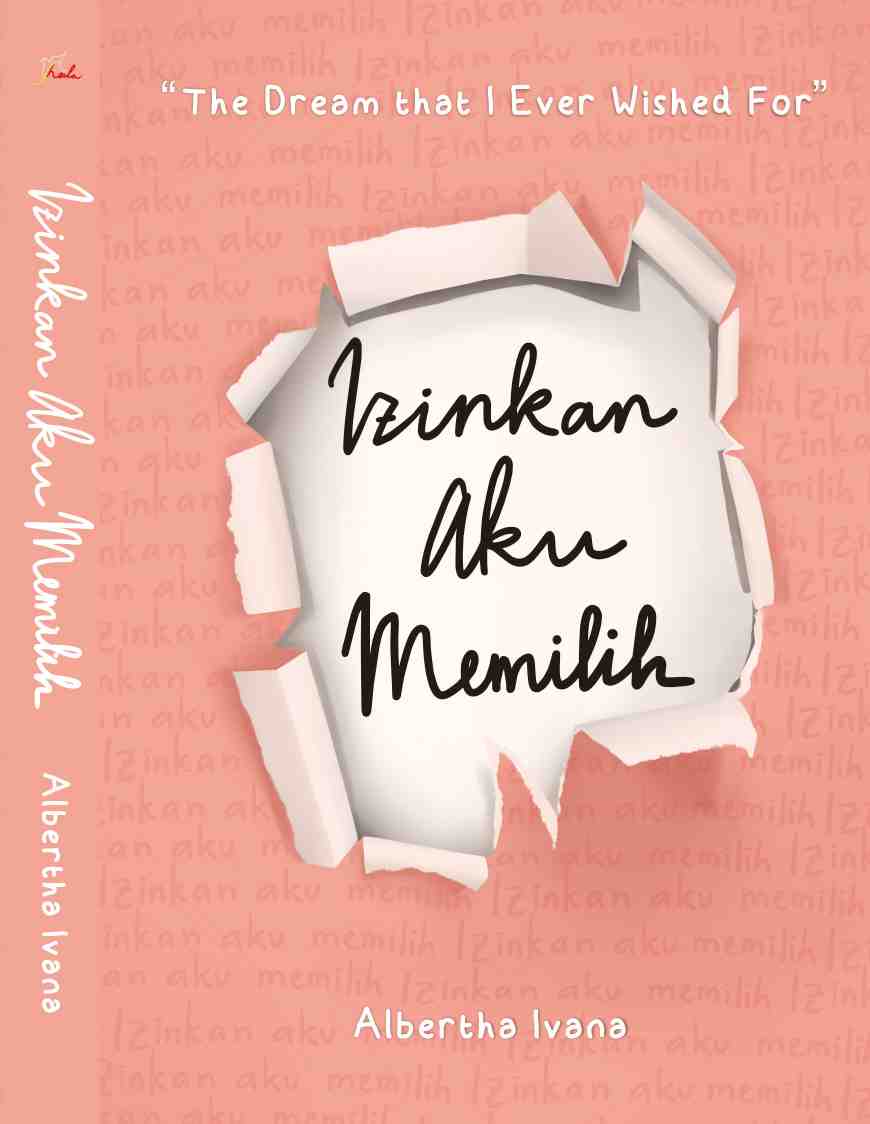 “The Dream that I Ever Wished For”
Izinkan
Aku
Memilih
Albertha Ivana
Izinkan Aku Memilih
Albertha Ivana